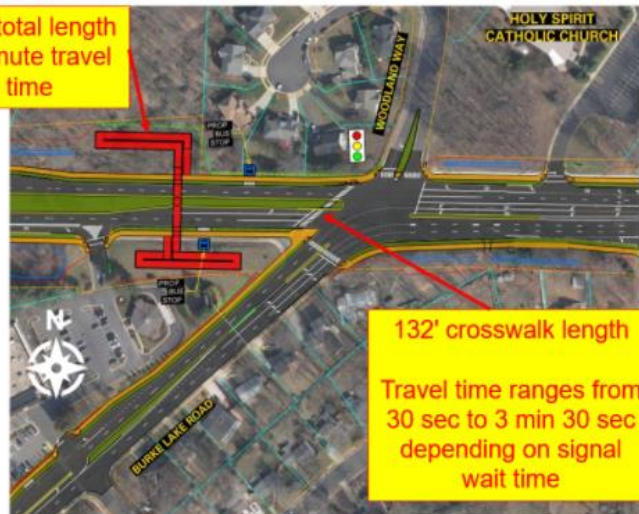 total length
nute travel
time
HOLY SPIRIT
CATHOLIC CHURCH
WOODLAND WAY
PROP.
BUS
STOP
PROP.
BUS
STOP
N
132' crosswalk length
Travel time ranges from
30 sec to 3 min 30 sec
depending on signal
wait time
BURKE LAKE ROAD